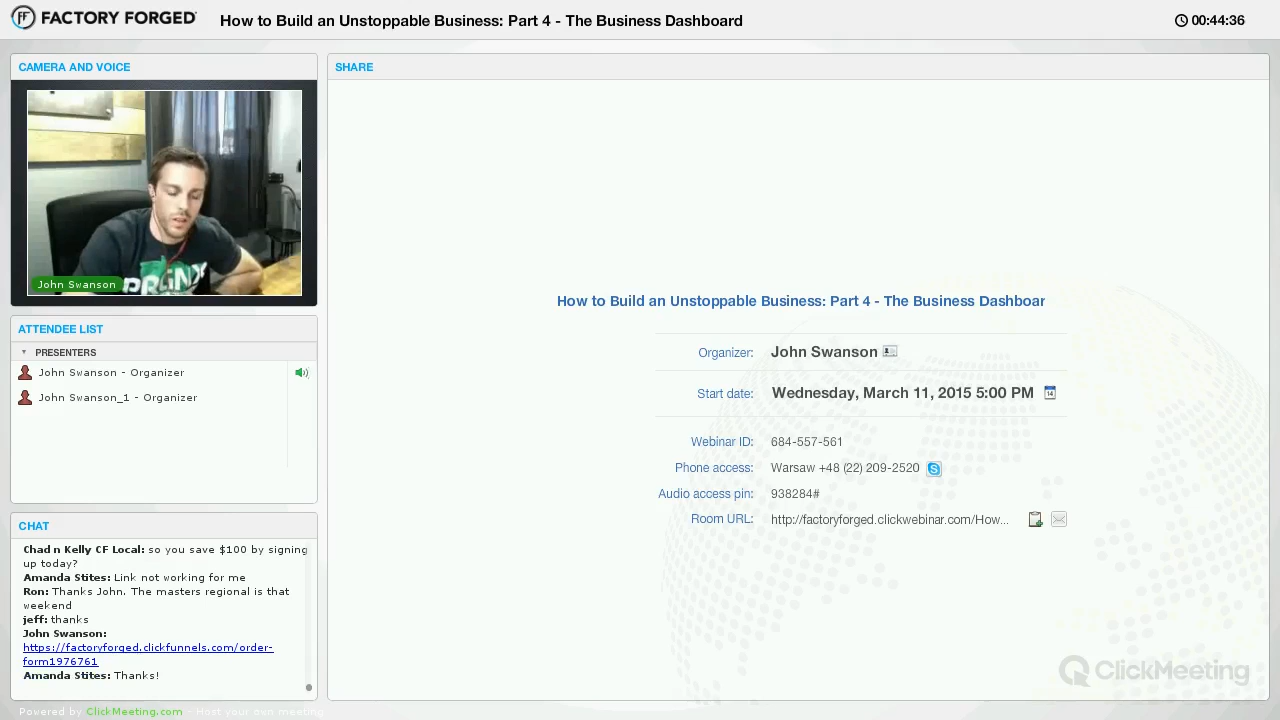 FACTORY FORGED
How to Build an Unstoppable Business: Part 4 - The Business Dashboard
00:44:36
CAMERA AND VOICE
John Swanson
ATTENDEE LIST
PRESENTERS
John Swanson - Organizer
John Swanson_1 - Organizer
CHAT
Chad n Kelly CF Local: so you save $100 by signing
up today?
Amanda Stites: Link not working for me
Ron: Thanks John. The masters regional is that
weekend
jeff: thanks
John Swanson:
https://factoryforged.clickfunnels.com/order-
form1976761
Amanda Stites: Thanks!
Powered by ClickMeeting.com - Host your own meeting
SHARE
How to Build an Unstoppable Business: Part 4 - The Business Dashboar
Organizer: John Swanson
Start date: Wednesday, March 11, 2015 5:00 PM
Webinar ID: 684-557-561
Phone access: Warsaw +48 (22) 209-2520
Audio access pin: 938284#
Room URL: http://factoryforged.clickwebinar.com/How...
ClickMeeting